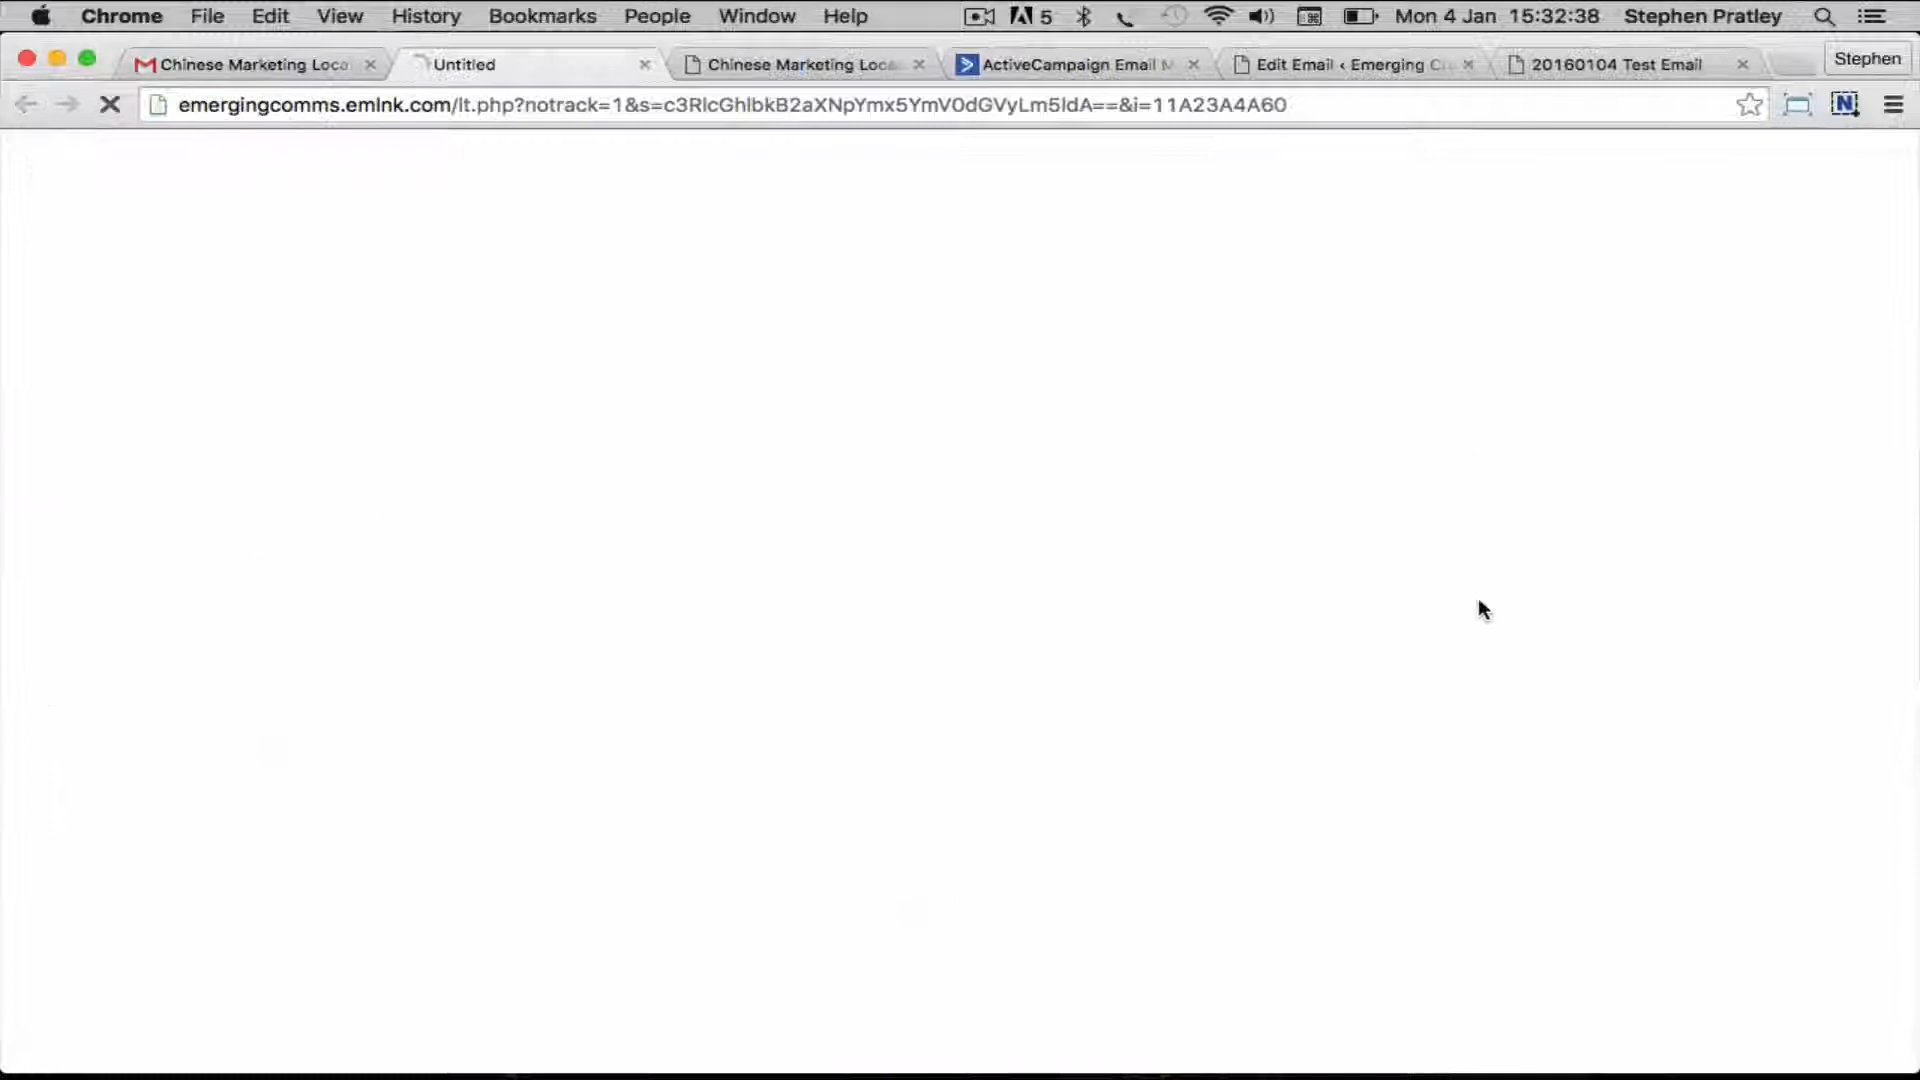 Chrome File Edit View History Bookmarks People Window Help 5 Mon 4 Jan 15:32:38 Stephen Pratley
Chinese Marketing Loca Untitled Chinese Marketing Loca ActiveCampaign Email M Edit Email ‹ Emerging C 20160104 Test Email Stephen
emergingcomms.emlnk.com/lt.php?notrack=1&s=c3RlcGhlbkB2aXNpYmx5YmV0dGVyLm5ldA==&i=11A23A4A60